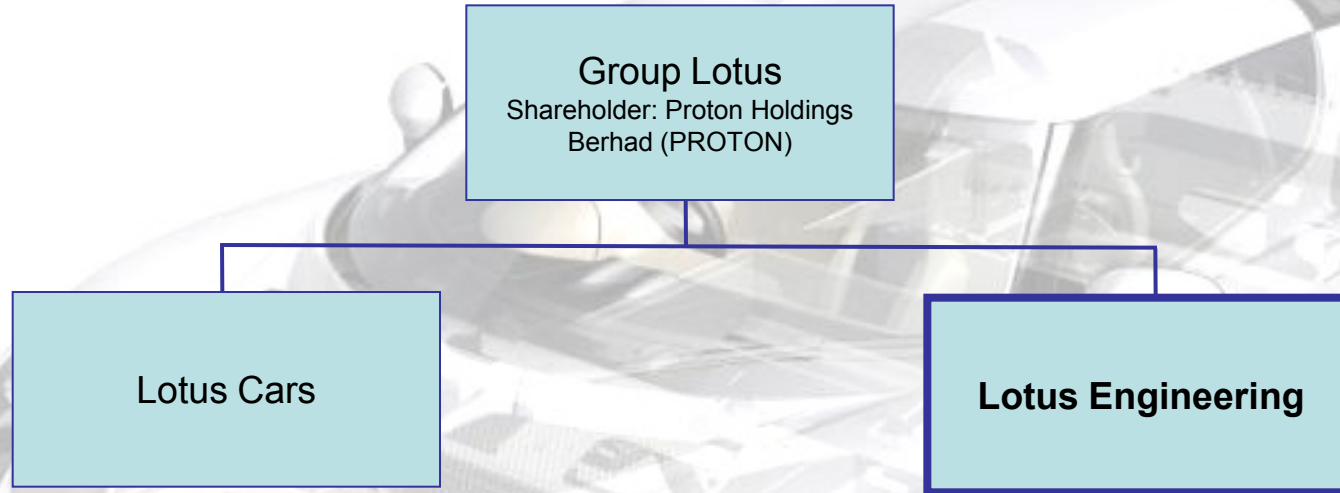 Group Lotus
Shareholder: Proton Holdings
Berhad (PROTON)
Lotus Cars
Lotus Engineering